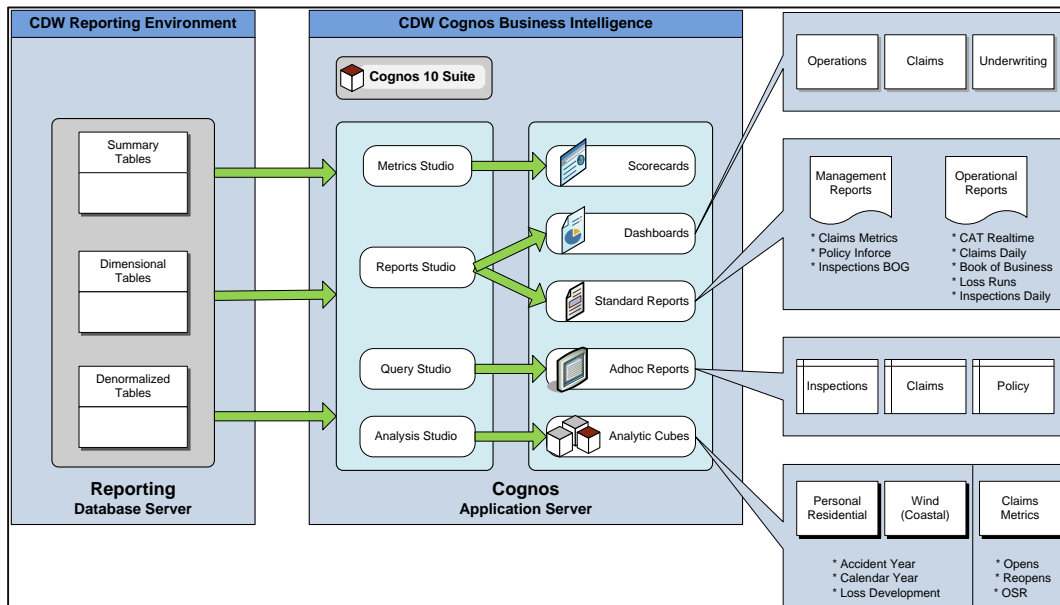 CDW Reporting Environment
Summary
Tables
Dimensional
Tables
Denormalized
Tables
Reporting
Database Server
CDW Cognos Business Intelligence
Cognos 10 Suite
Metrics Studio
Reports Studio
Query Studio
Analysis Studio
Scorecards
Dashboards
Standard Reports
Adhoc Reports
Analytic Cubes
Cognos
Application Server
Operations
Claims
Underwriting
Management
Reports
* Claims Metrics
* Policy Inforce
* Inspections BOG
Operational
Reports
* CAT Realtime
* Claims Daily
* Book of Business
* Loss Runs
* Inspections Daily
Inspections
Claims
Policy
Personal
Residential
Wind
(Coastal)
* Accident Year
* Calendar Year
* Loss Development
Claims
Metrics
* Opens
* Reopens
* OSR